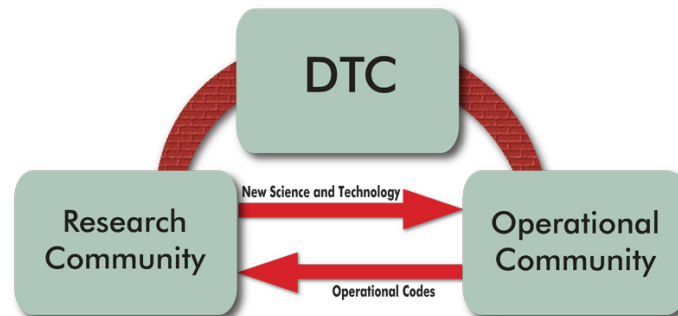 DTC
New Science and Technology
Research
Community
Operational
Community
Operational Codes